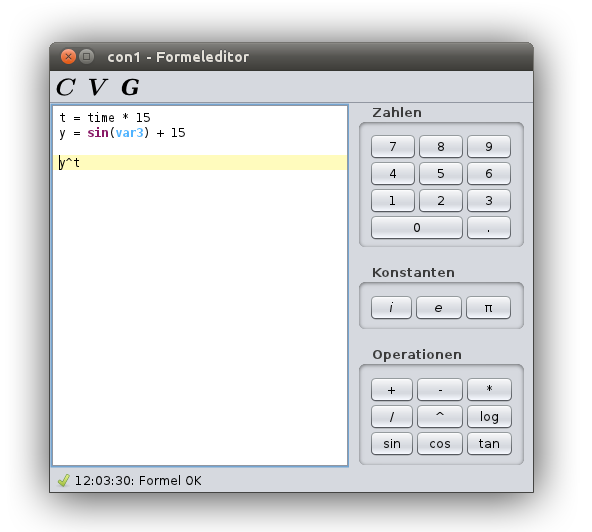 con1 - Formeleditor
C V G
t = time * 15
y = sin(var3) + 15
y^t
Zahlen
7 8 9
4 5 6
1 2 3
0 .
Konstanten
i e π
Operationen
+ - *
/ ^ log
sin cos tan
12:03:30: Formel OK